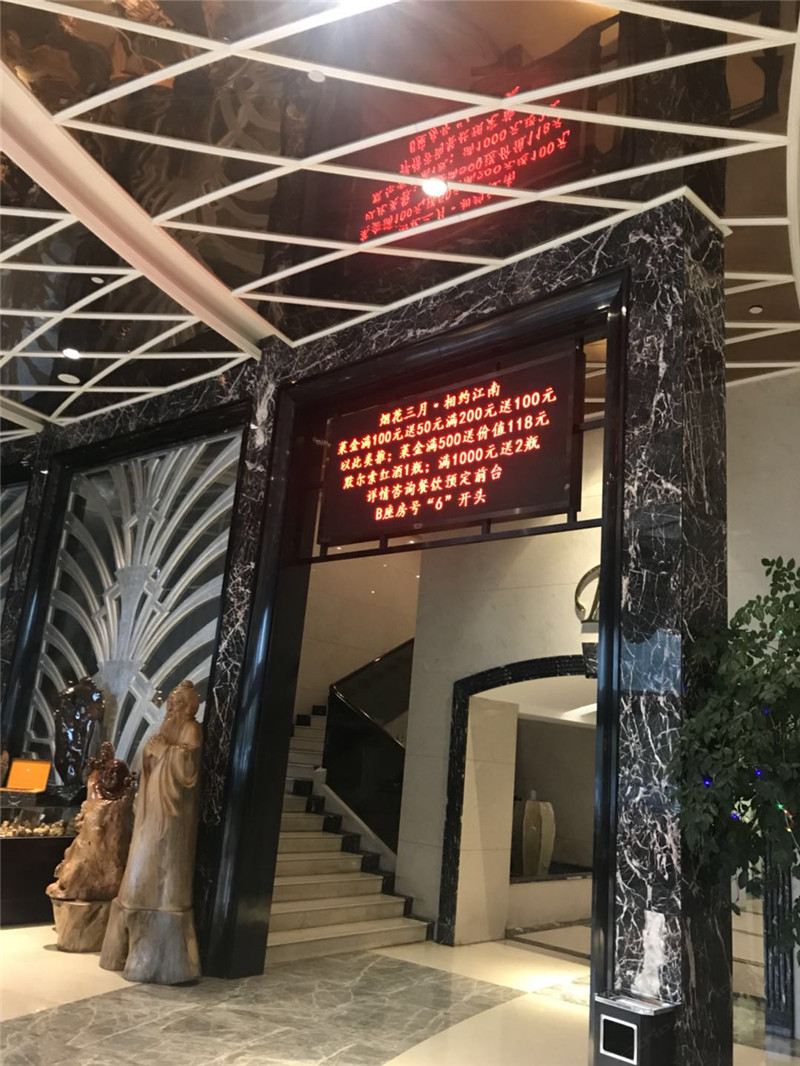 烟花三月·相约江南
菜金满100元送50元满200元送100元
以此类推；菜金满500送价值118元
歌尔索红酒1瓶；满1000元送2瓶
详情咨询餐饮预定前台
B座房号“6”开头